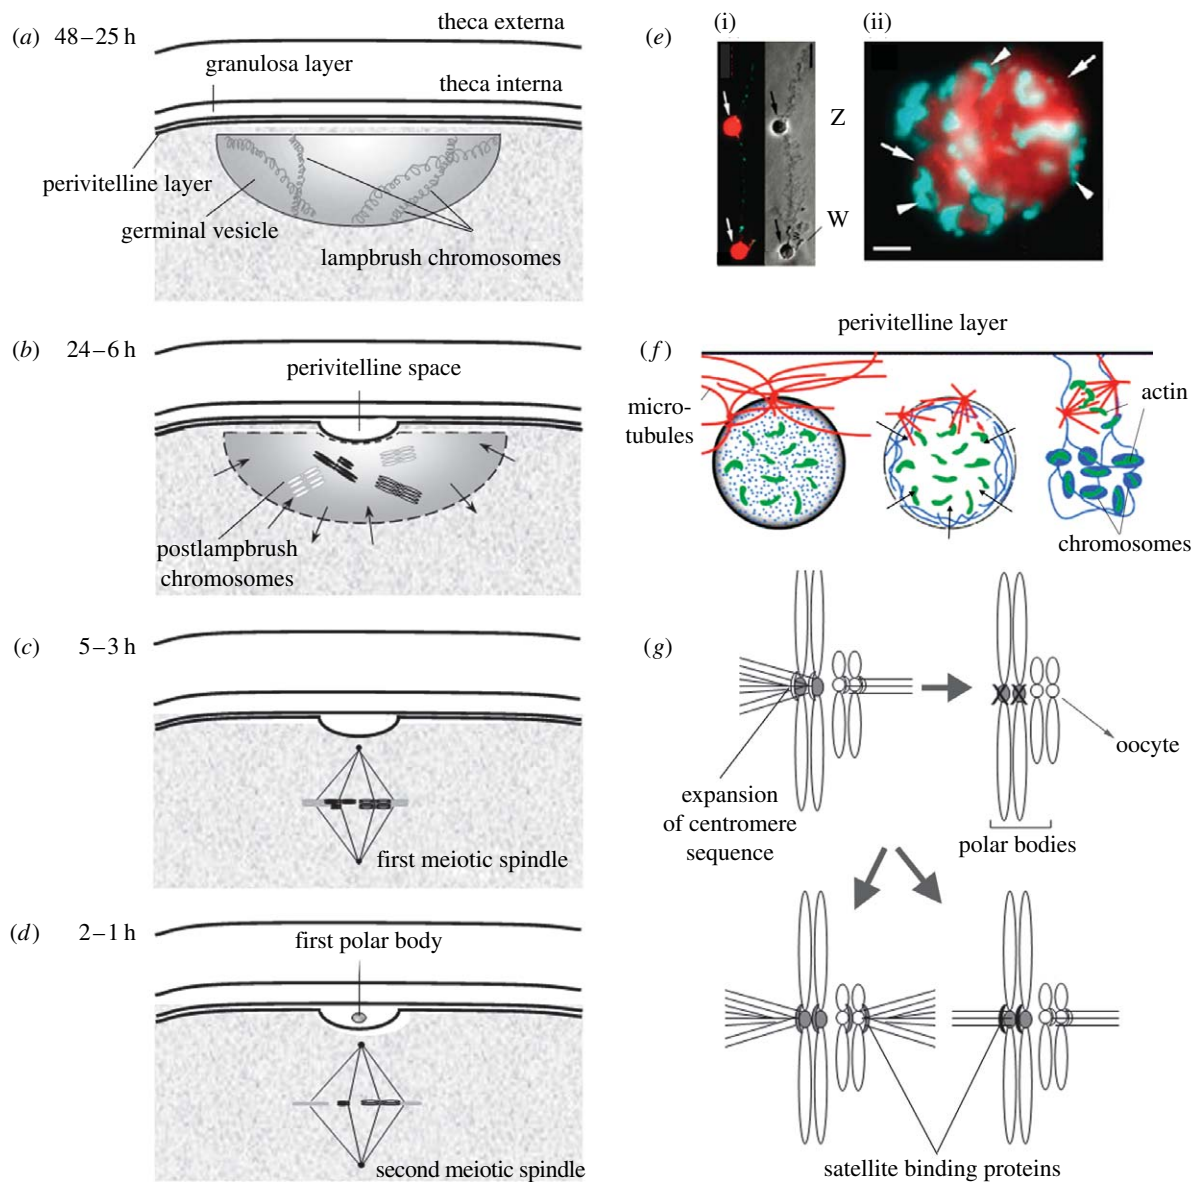 (a) 48–25 h
theca externa
granulosa layer
theca interna
perivitelline layer
germinal vesicle
lampbrush chromosomes
(b) 24–6 h
perivitelline space
postlampbrush
chromosomes
(c) 5–3 h
first meiotic spindle
(d) 2–1 h
first polar body
second meiotic spindle
(e) (i) (ii)
Z
W
perivitelline layer
(f)
micro-
tubules
actin
chromosomes
(g)
oocyte
expansion
of centromere
sequence
polar bodies
satellite binding proteins